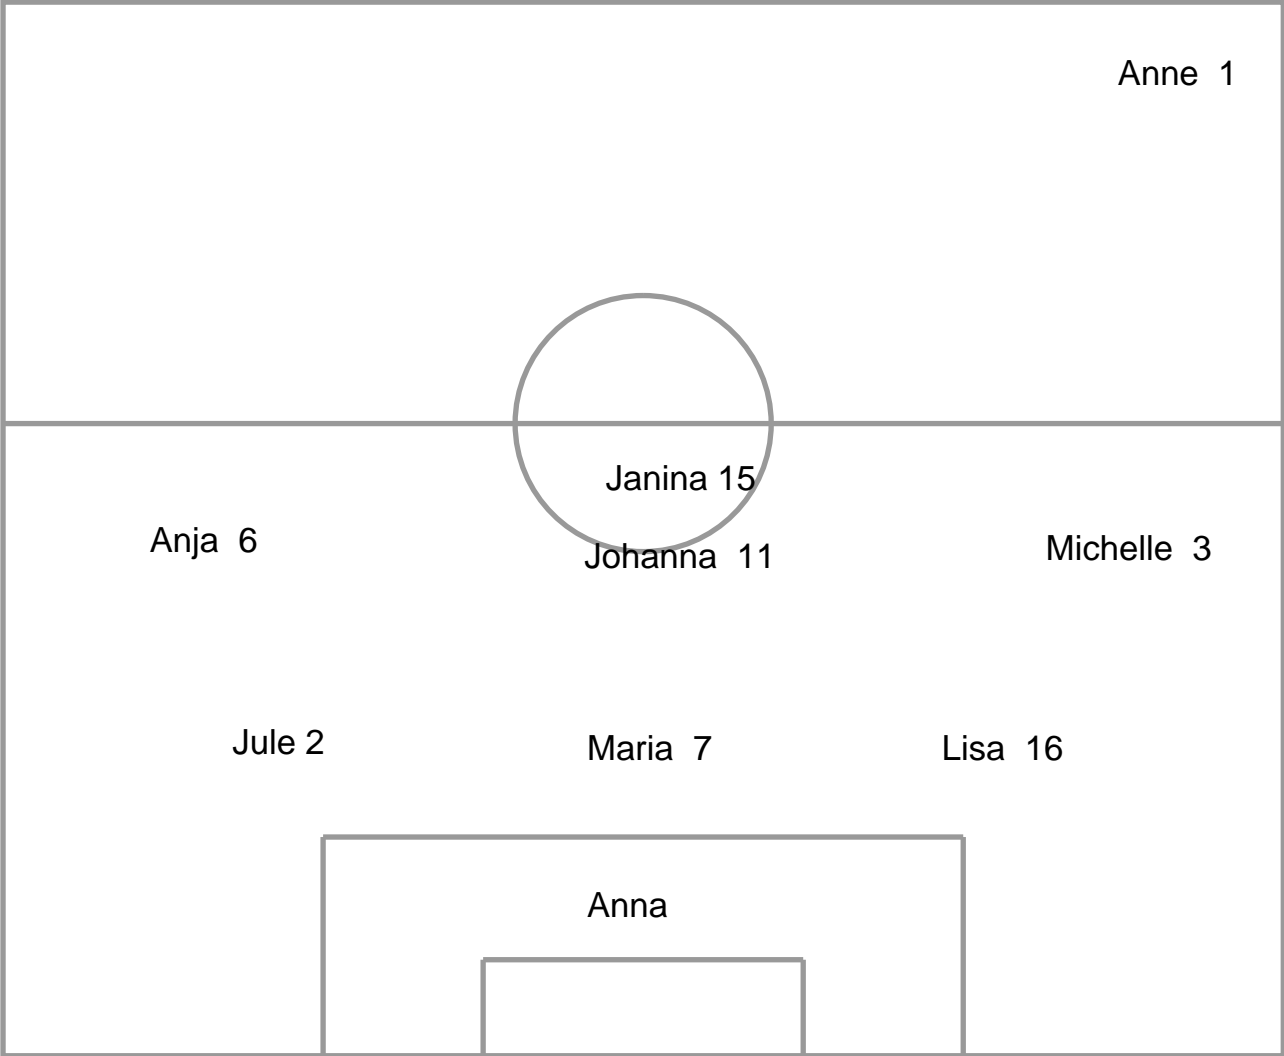 Anne  1
Janina 15
Anja  6
Johanna  11
Michelle  3
Jule 2
Maria  7
Lisa  16
Anna